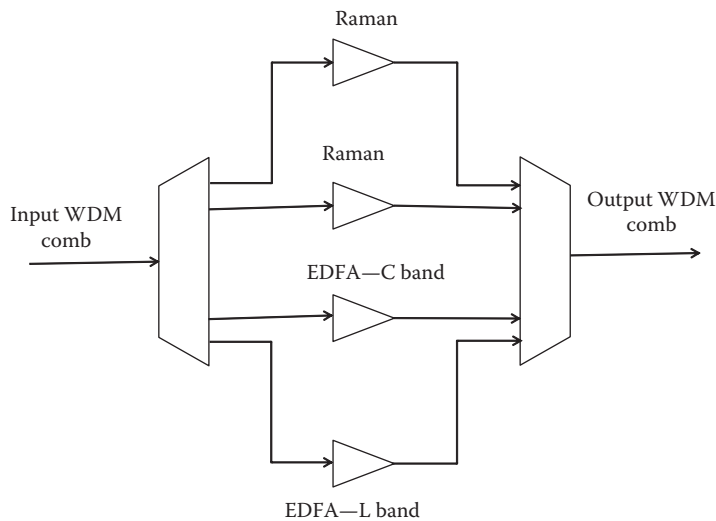 Raman
Raman
Input WDM
comb
Output WDM
comb
EDFA—C band
EDFA—L band